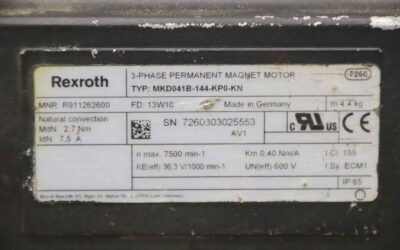 Rexroth
3-PHASE PERMANENT MAGNET MOTOR
7260
TYP: MKD041B-144-KP0-KN
MNR: R911262600 FD: 13W10 Made in Germany m 4,4 kg
Natural convection
MdN 2,7 Nm
IdN 7,5 A
SN 7260303025553
AV1
c RU US CE
n max 7500 min-1 Km 0,40 Nm/A I.Cl. 155
KE(eff) 36,3 V/1000 min-1 UN(eff) 600 V I.Sy. ECM1
IP 65